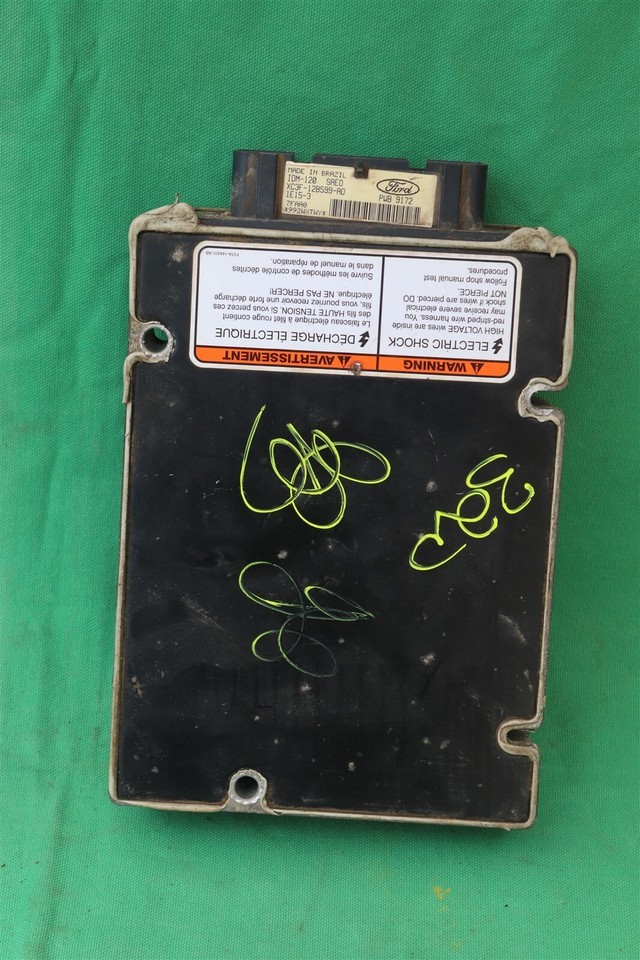 MADE IN BRAZIL
IDM-120 SAEO
XC3F-12B599-AD
1E15-3
7FAA0
Ford
PWB 9172
WARNING
ELECTRIC SHOCK
HIGH VOLTAGE wires are inside
red-striped wire harness. You
may receive severe electrical
shock if wires are pierced DO
NOT PIERCE.
Follow shop manual test
procedures.
AVERTISSEMENT
DÉCHARGE ÉLECTRIQUE
Le faisceau électrique à filet rouge contient
des fils HAUTE TENSION. SI vous percez ces
fils, vous pourriez recevoir une forte décharge
électrique. NE PAS PERCER!
Suivre les méthodes de contrôle décrites
dans le manuel de réparation.